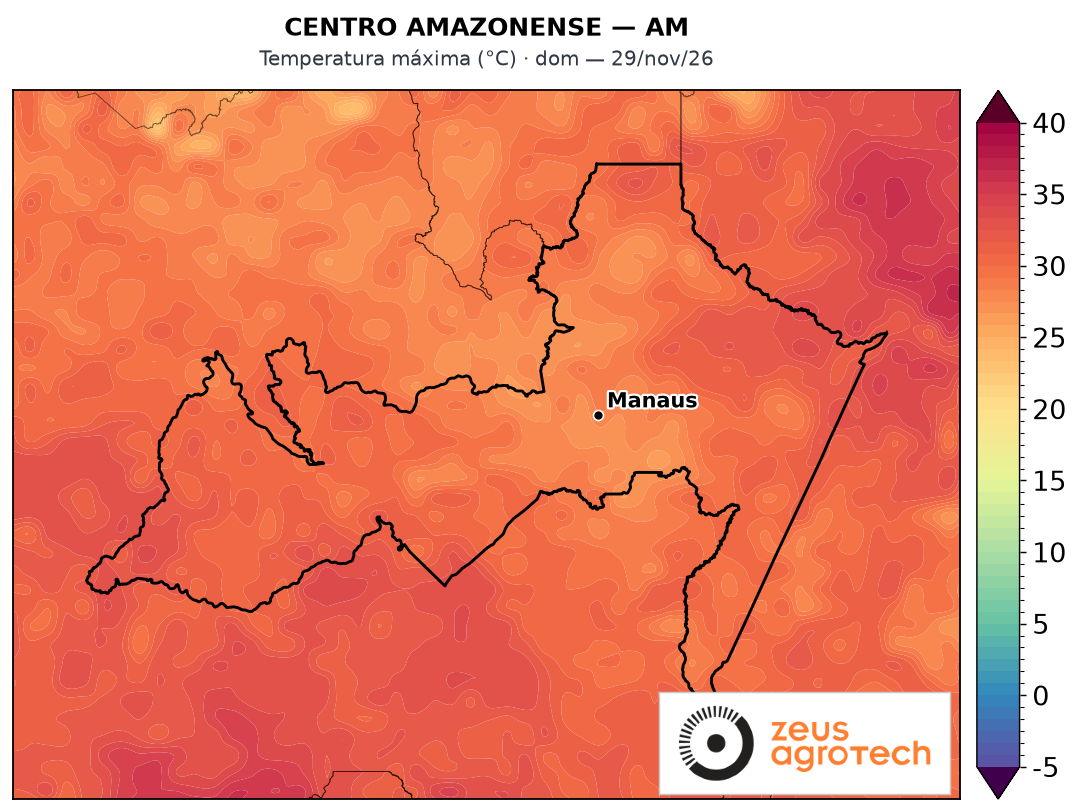 CENTRO AMAZONENSE — AM
Temperatura máxima (°C) · dom — 29/nov/26
40
35
30
25
20
15
10
5
0
-5
Manaus
zeus
agrotech